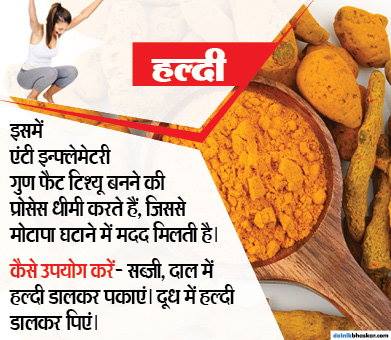 हल्दी
इसमें
एंटी इन्फ्लेमेटरी
गुण फैट टिश्यू बनने की
प्रोसेस धीमी करते हैं, जिससे
मोटापा घटाने में मदद मिलती है।
कैसे उपयोग करें- सब्ज़ी, दाल में
हल्दी डालकर पकाएं। दूध में हल्दी
डालकर पिएं।
dainikbhaskar.com